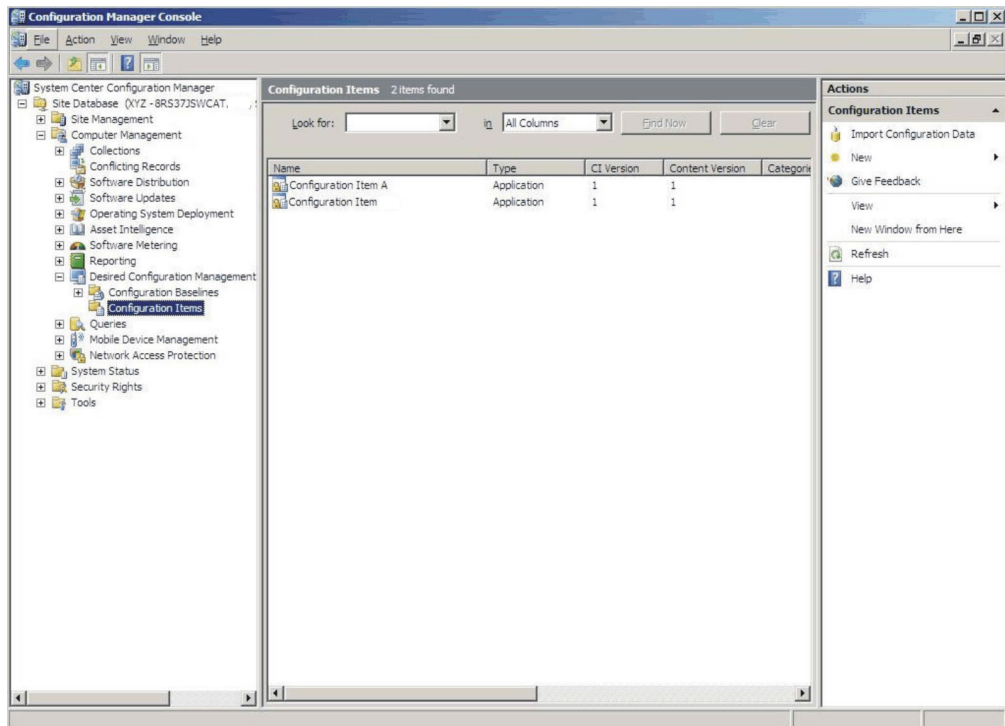 Configuration Manager Console
File Action View Window Help
System Center Configuration Manager
Site Database (XYZ - 8RS37JSWCAT,
Site Management
Computer Management
Collections
Conflicting Records
Software Distribution
Software Updates
Operating System Deployment
Asset Intelligence
Software Metering
Reporting
Desired Configuration Management
Configuration Baselines
Configuration Items
Queries
Mobile Device Management
Network Access Protection
System Status
Security Rights
Tools
Configuration Items 2 items found
Look for: in All Columns Find Now Clear
Name Type CI Version Content Version Categorie
Configuration Item A Application 1 1
Configuration Item Application 1 1
Actions
Configuration Items
Import Configuration Data
New
Give Feedback
View
New Window from Here
Refresh
Help